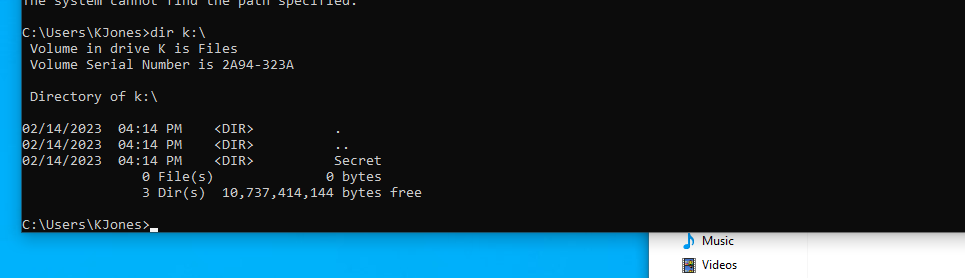 The system cannot find the path specified.
C:\Users\KJones>dir k:\
 Volume in drive K is Files
 Volume Serial Number is 2A94-323A
 Directory of k:\
02/14/2023  04:14 PM    <DIR>          .
02/14/2023  04:14 PM    <DIR>          ..
02/14/2023  04:14 PM    <DIR>          Secret
               0 File(s)              0 bytes
               3 Dir(s)  10,737,414,144 bytes free
C:\Users\KJones>
Music
Videos